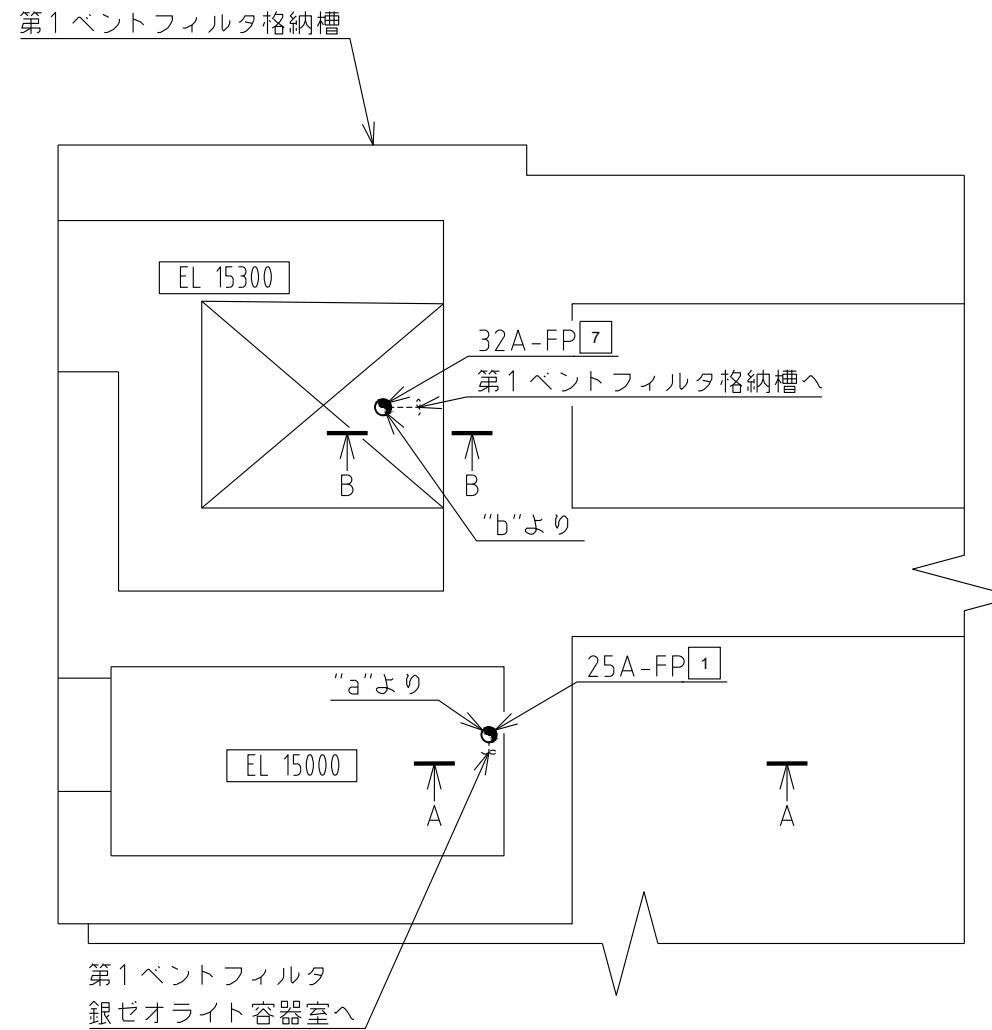 第1ベントフィルタ格納槽
EL 15300
32A-FP 7
第1ベントフィルタ格納槽へ
B
B
"b"より
25A-FP 1
"a"より
EL 15000
A
A
第1ベントフィルタ
銀ゼオライト容器室へ